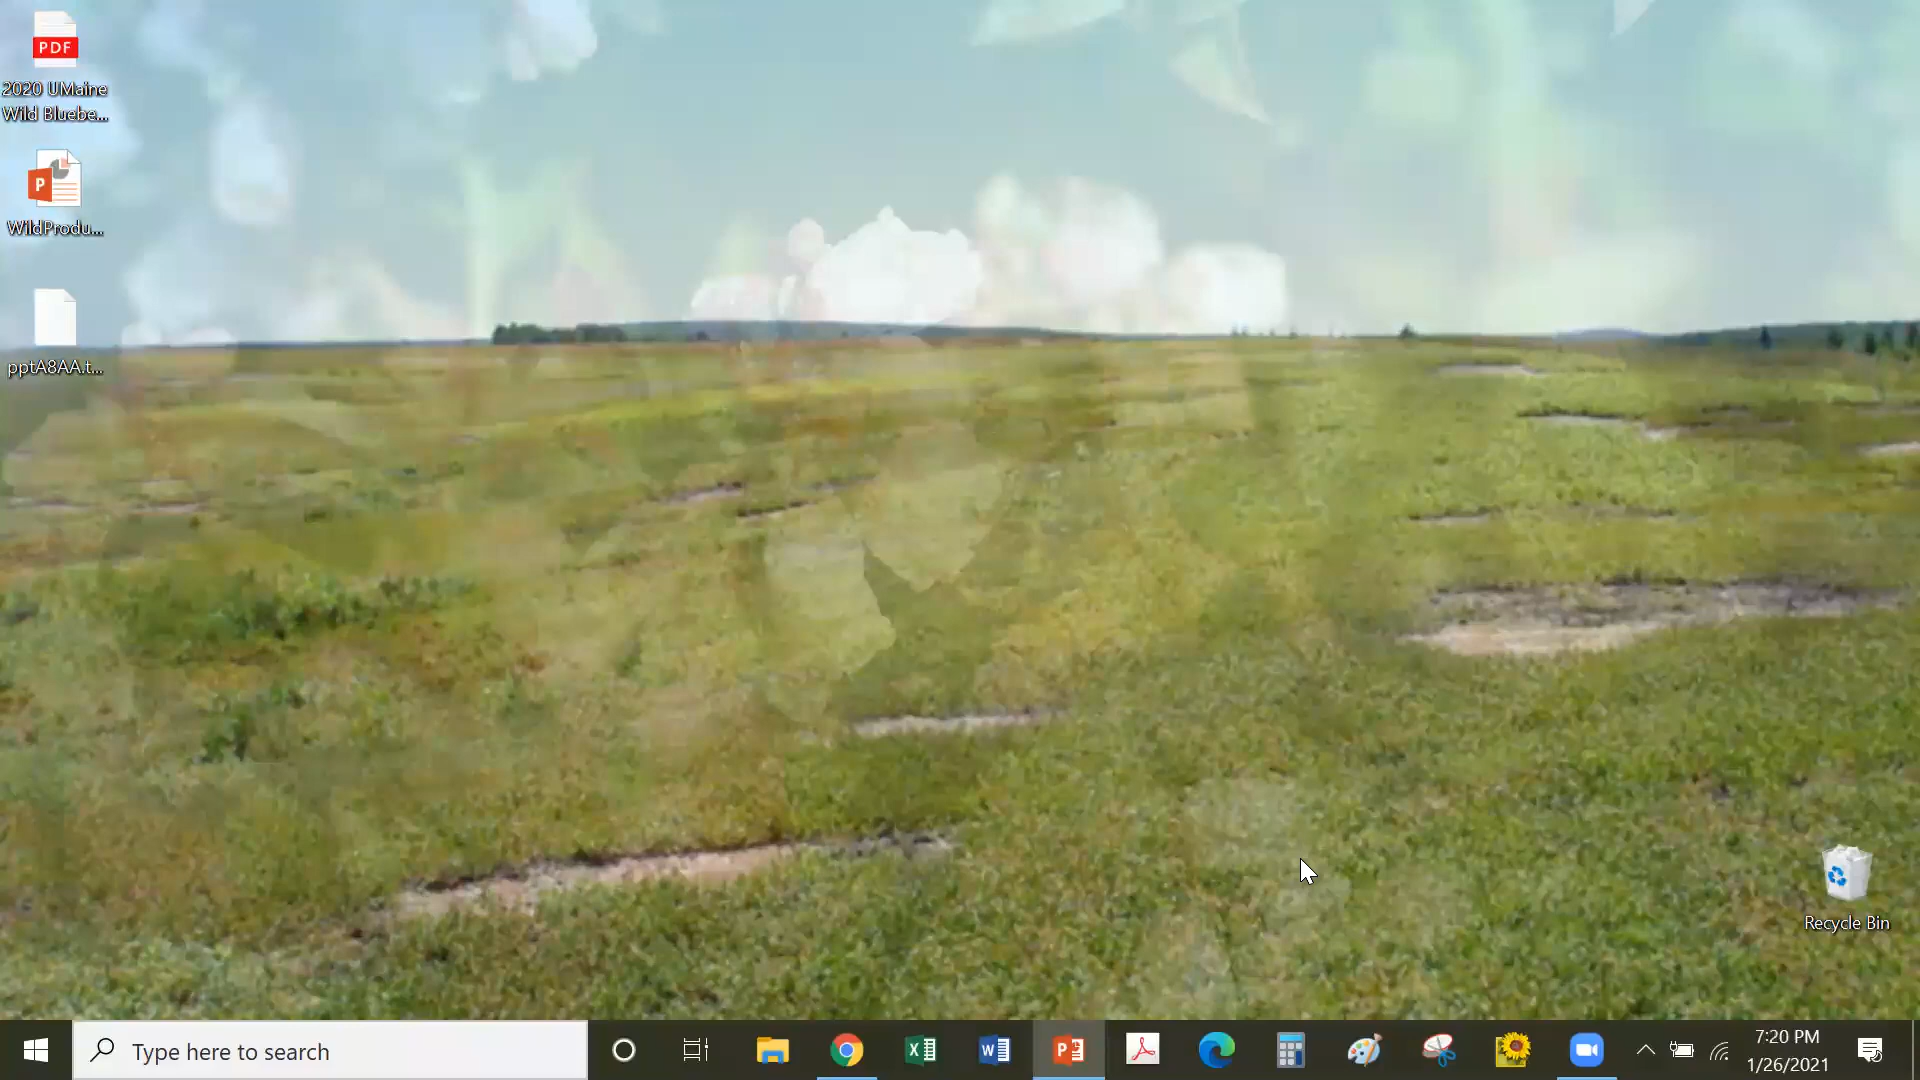 PDF
2020 UMaine
Wild Bluebe...
P
WildProdu...
pptA8AA.t...
Recycle Bin
Type here to search
7:20 PM
1/26/2021